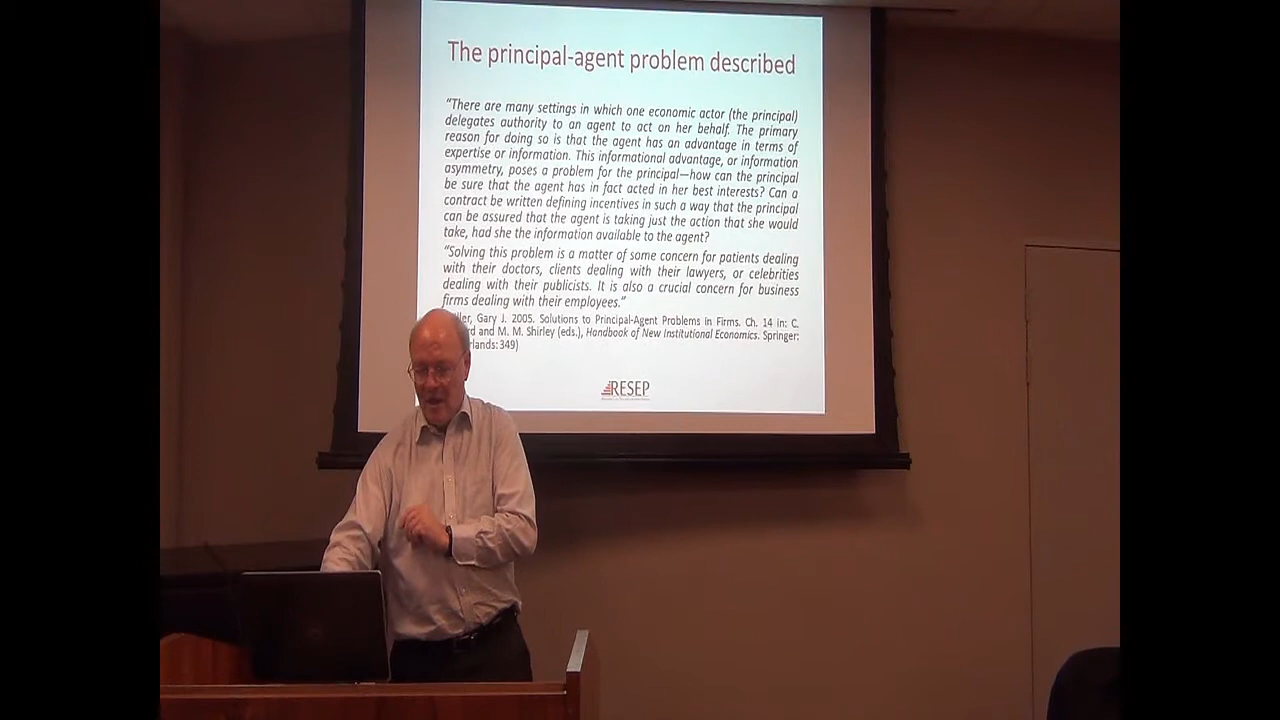 The principal-agent problem described
“There are many settings in which one economic actor (the principal)
delegates authority to an agent to act on her behalf. The primary
reason for doing so is that the agent has an advantage in terms of
expertise or information. This informational advantage, or information
asymmetry, poses a problem for the principal—how can the principal
be sure that the agent has in fact acted in her best interests? Can a
contract be written defining incentives in such a way that the principal
can be assured that the agent is taking just the action that she would
take, had she the information available to the agent?
“Solving this problem is a matter of some concern for patients dealing
with their doctors, clients dealing with their lawyers, or celebrities
dealing with their publicists. It is also a crucial concern for business
firms dealing with their employees.”
Gary J. 2005. Solutions to Principal-Agent Problems in Firms. Ch. 14 in: C.
and M. M. Shirley (eds.), Handbook of New Institutional Economics. Springer:
349)
RESEP